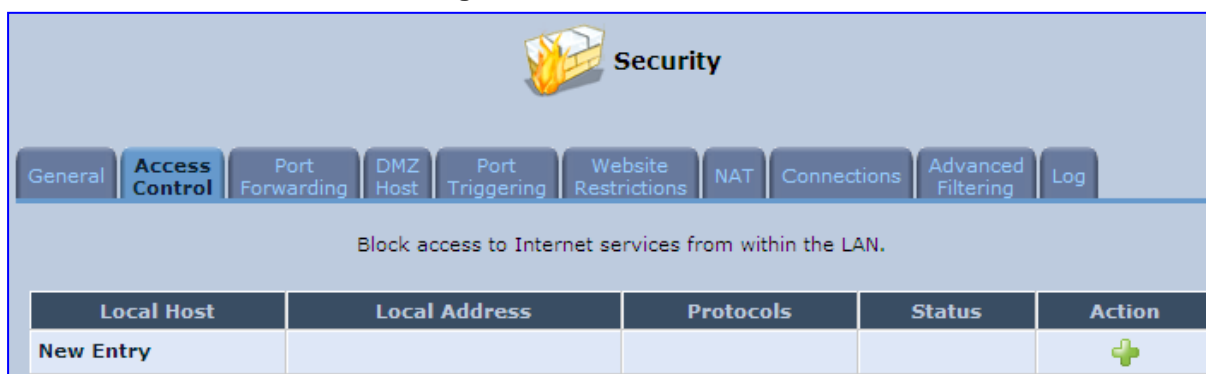 Security
General Access Control Port Forwarding DMZ Host Port Triggering Website Restrictions NAT Connections Advanced Filtering Log
Block access to Internet services from within the LAN.
Local Host Local Address Protocols Status Action
New Entry